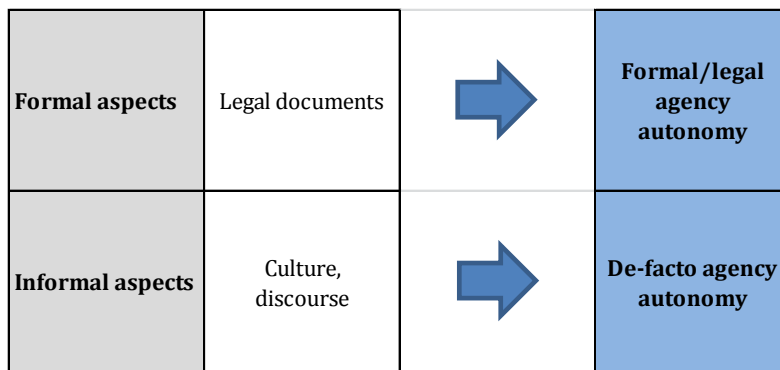 Formal aspects
Legal documents
Formal/legal
agency
autonomy
Informal aspects
Culture,
discourse
De-facto agency
autonomy